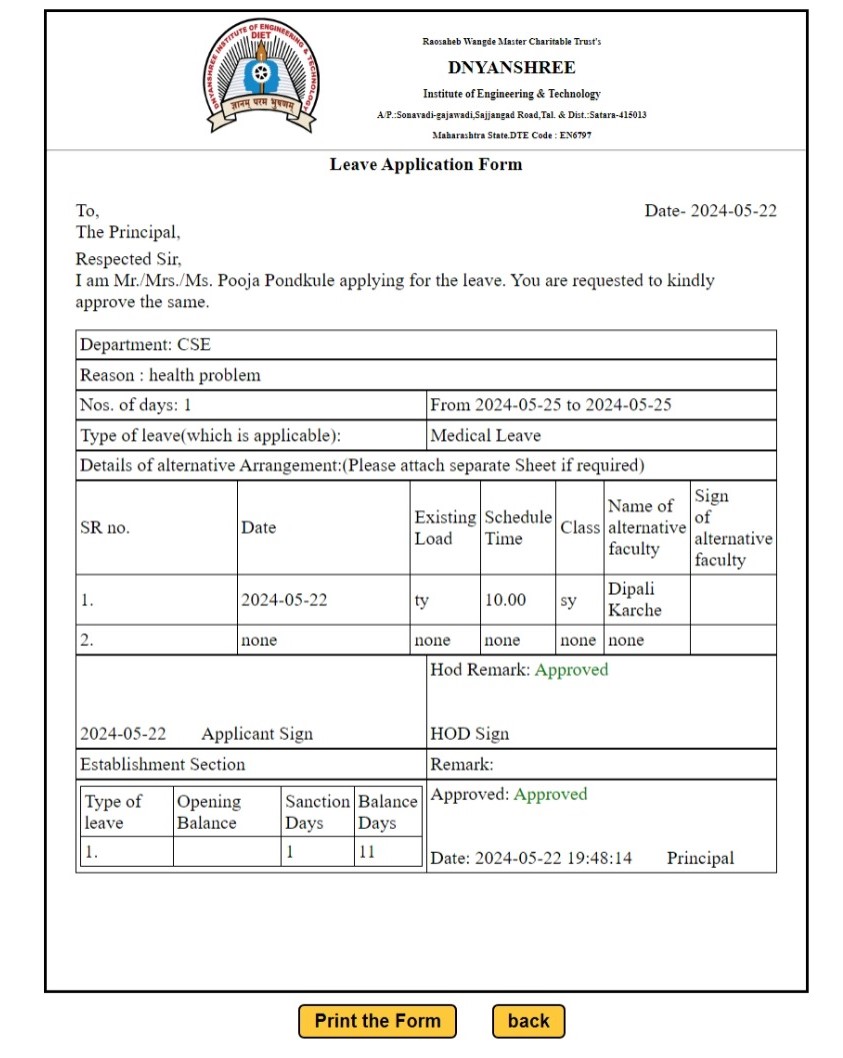 DNYANSHREE INSTITUTE OF ENGINEERING & TECHNOLOGY
DIET
ज्ञानम् परम भुषणम्
Raosaheb Wangde Master Charitable Trust's
DNYANSHREE
Institute of Engineering & Technology
A/P.:Sonavadi-gajawadi,Sajjangad Road,Tal. & Dist.:Satara-415013
Maharashtra State.DTE Code : EN6797
Leave Application Form
To, Date- 2024-05-22
The Principal,
Respected Sir,
I am Mr./Mrs./Ms. Pooja Pondkule applying for the leave. You are requested to kindly
approve the same.
Department: CSE
Reason : health problem
Nos. of days: 1 From 2024-05-25 to 2024-05-25
Type of leave(which is applicable): Medical Leave
Details of alternative Arrangement:(Please attach separate Sheet if required)
SR no. Date Existing Load Schedule Time Class Name of alternative faculty Sign of alternative faculty
1. 2024-05-22 ty 10.00 sy Dipali Karche
2. none none none none none
Hod Remark: Approved
2024-05-22 Applicant Sign HOD Sign
Establishment Section Remark:
Type of leave Opening Balance Sanction Days Balance Days
1. 1 11
Approved: Approved
Date: 2024-05-22 19:48:14 Principal
Print the Form back